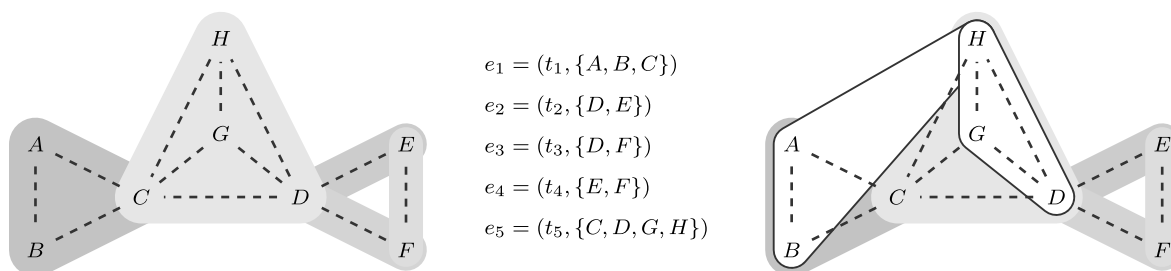 H
G
A
E
C
D
B
F
e₁ = (t₁, {A, B, C})
e₂ = (t₂, {D, E})
e₃ = (t₃, {D, F})
e₄ = (t₄, {E, F})
e₅ = (t₅, {C, D, G, H})
H
G
A
E
C
D
B
F